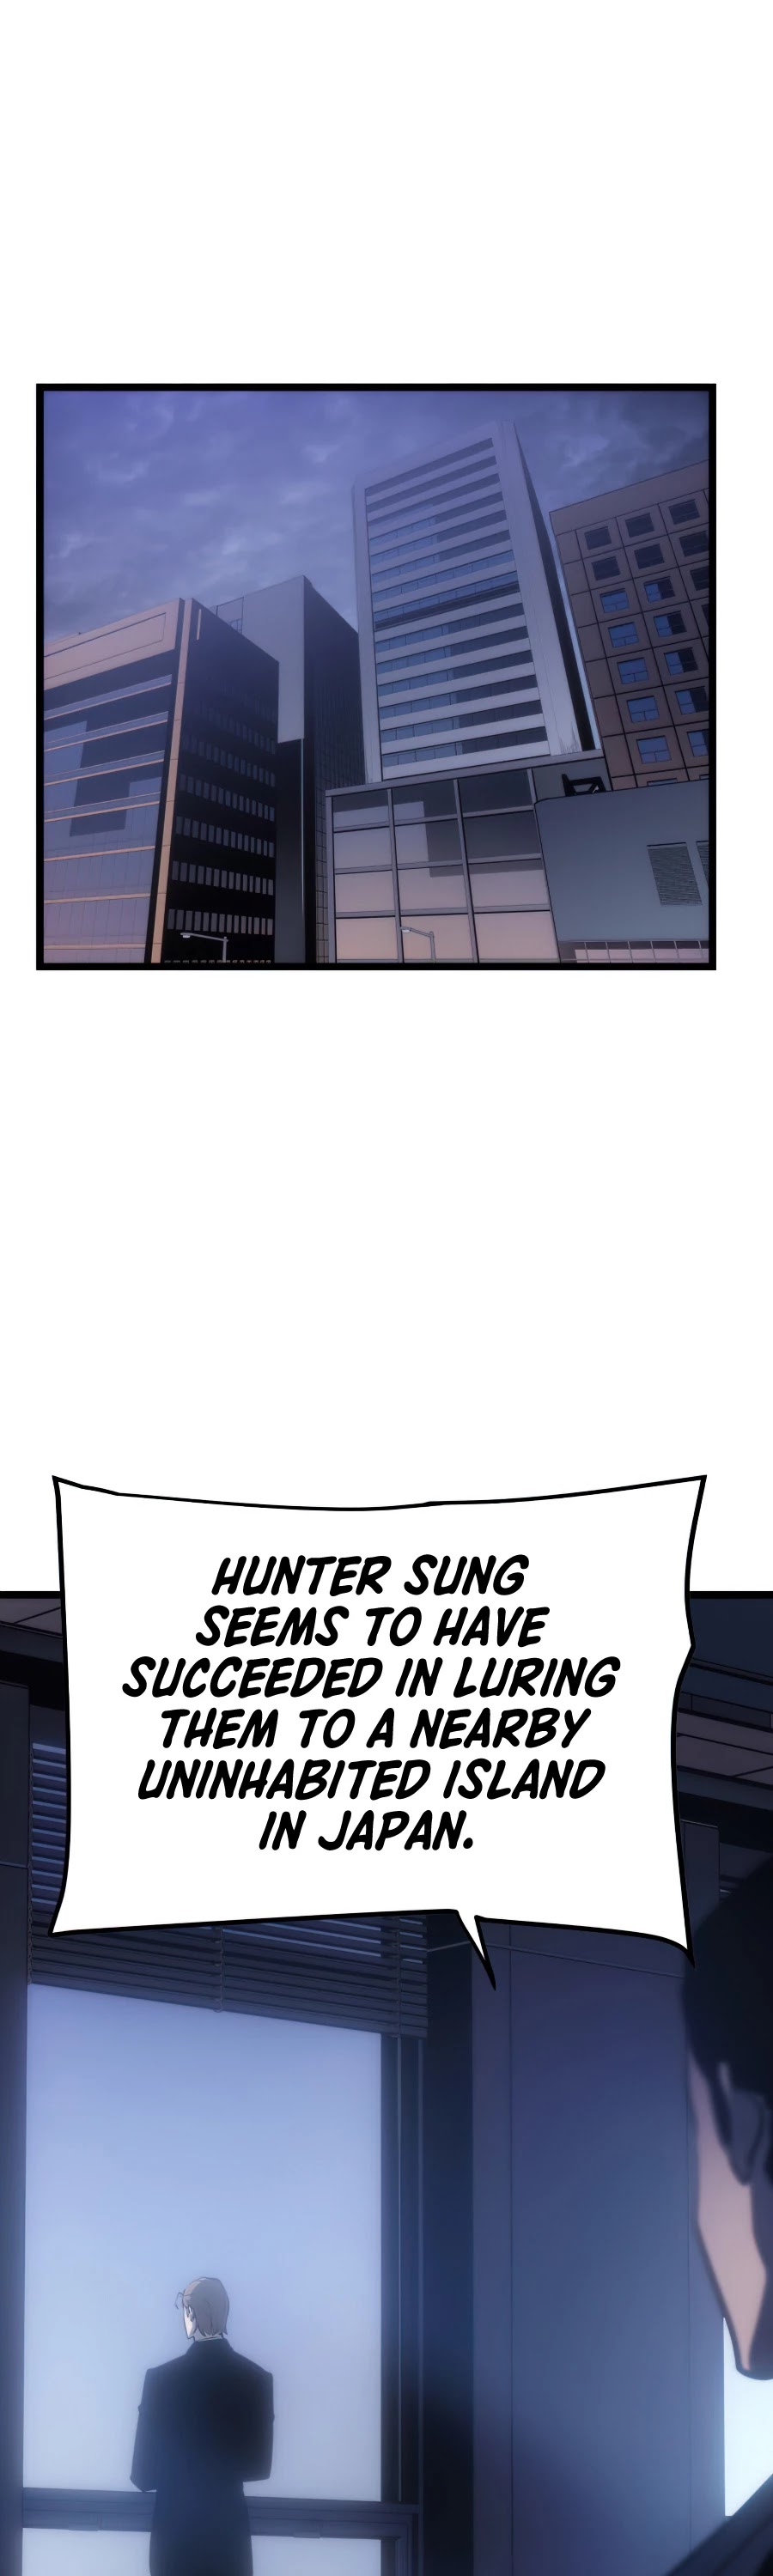 HUNTER SUNG
SEEMS TO HAVE
SUCCEEDED IN LURING
THEM TO A NEARBY
UNINHABITED ISLAND
IN JAPAN.